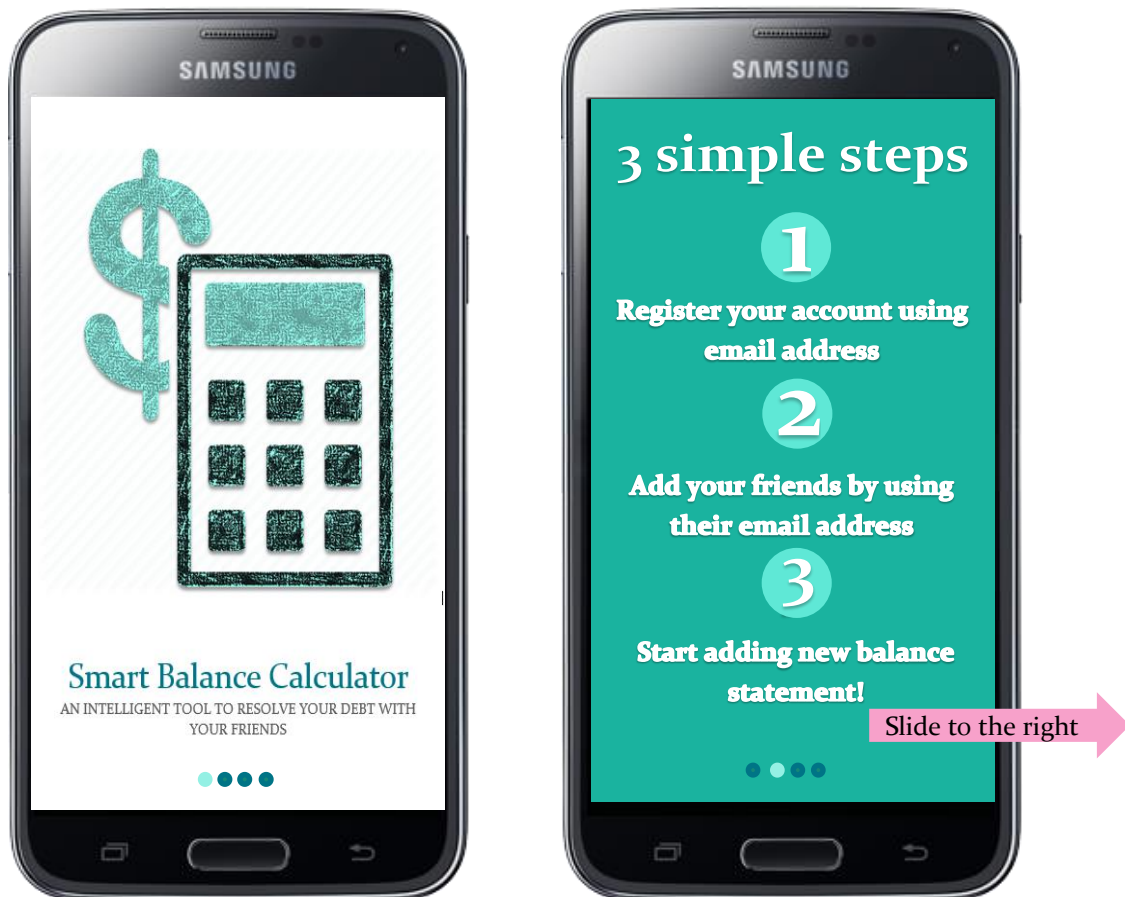 SAMSUNG
$
Smart Balance Calculator
AN INTELLIGENT TOOL TO RESOLVE YOUR DEBT WITH
YOUR FRIENDS
SAMSUNG
3 simple steps
1
Register your account using
email address
2
Add your friends by using
their email address
3
Start adding new balance
statement!
Slide to the right